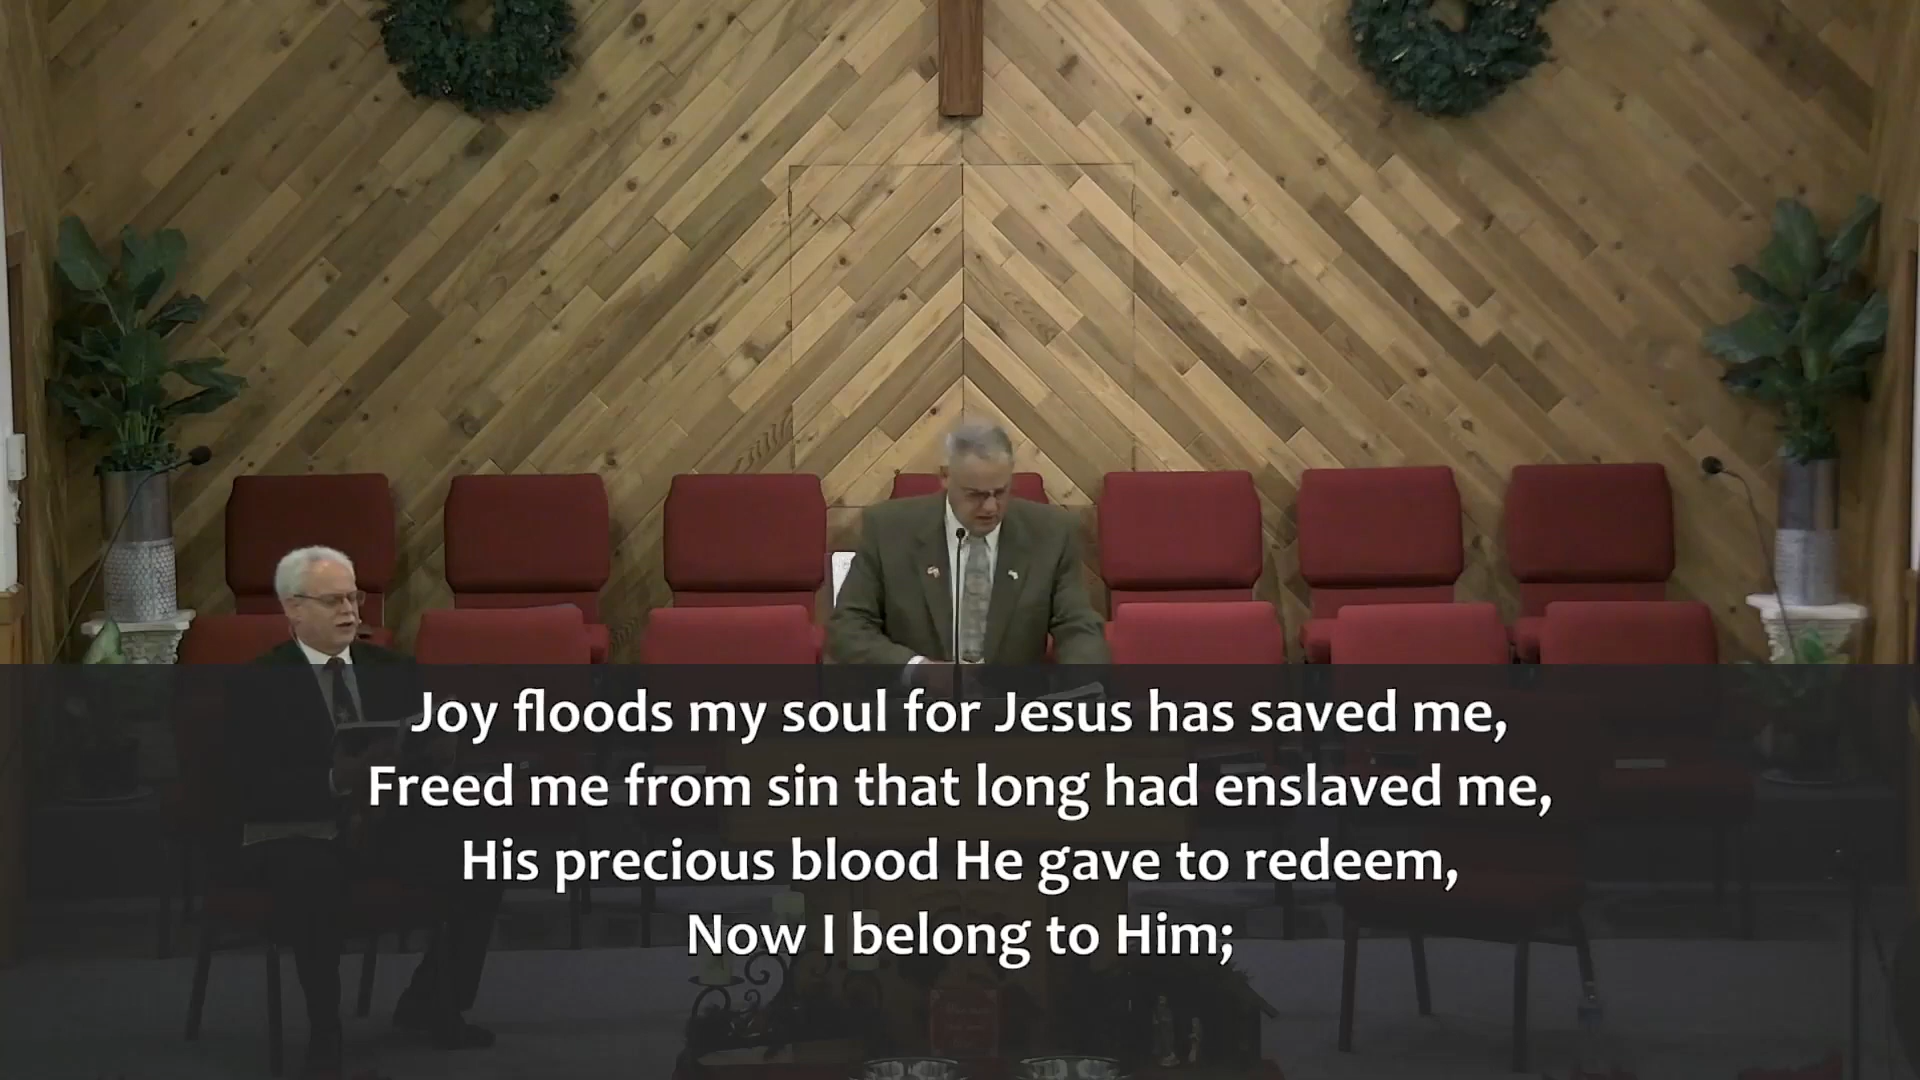 Joy floods my soul for Jesus has saved me,
Freed me from sin that long had enslaved me,
His precious blood He gave to redeem,
Now I belong to Him;